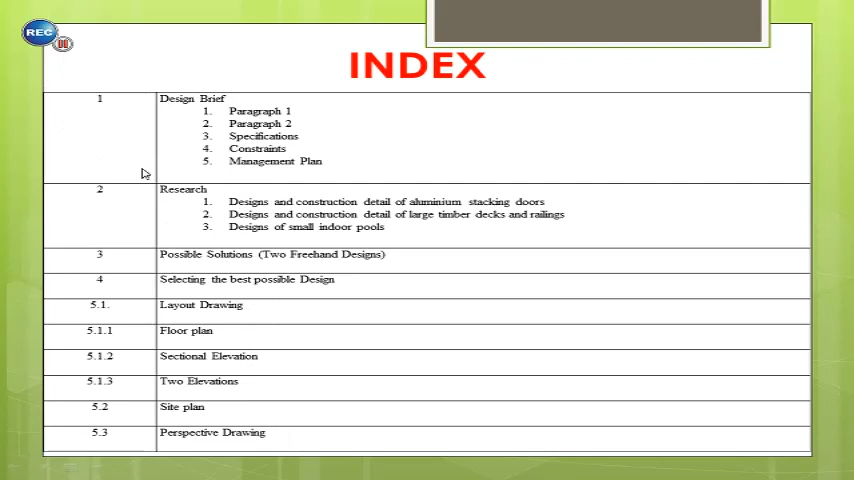 REC
INDEX
1 Design Brief
1. Paragraph 1
2. Paragraph 2
3. Specifications
4. Constraints
5. Management Plan
2 Research
1. Designs and construction detail of aluminium stacking doors
2. Designs and construction detail of large timber decks and railings
3. Designs of small indoor pools
3 Possible Solutions (Two Freehand Designs)
4 Selecting the best possible Design
5.1. Layout Drawing
5.1.1 Floor plan
5.1.2 Sectional Elevation
5.1.3 Two Elevations
5.2 Site plan
5.3 Perspective Drawing